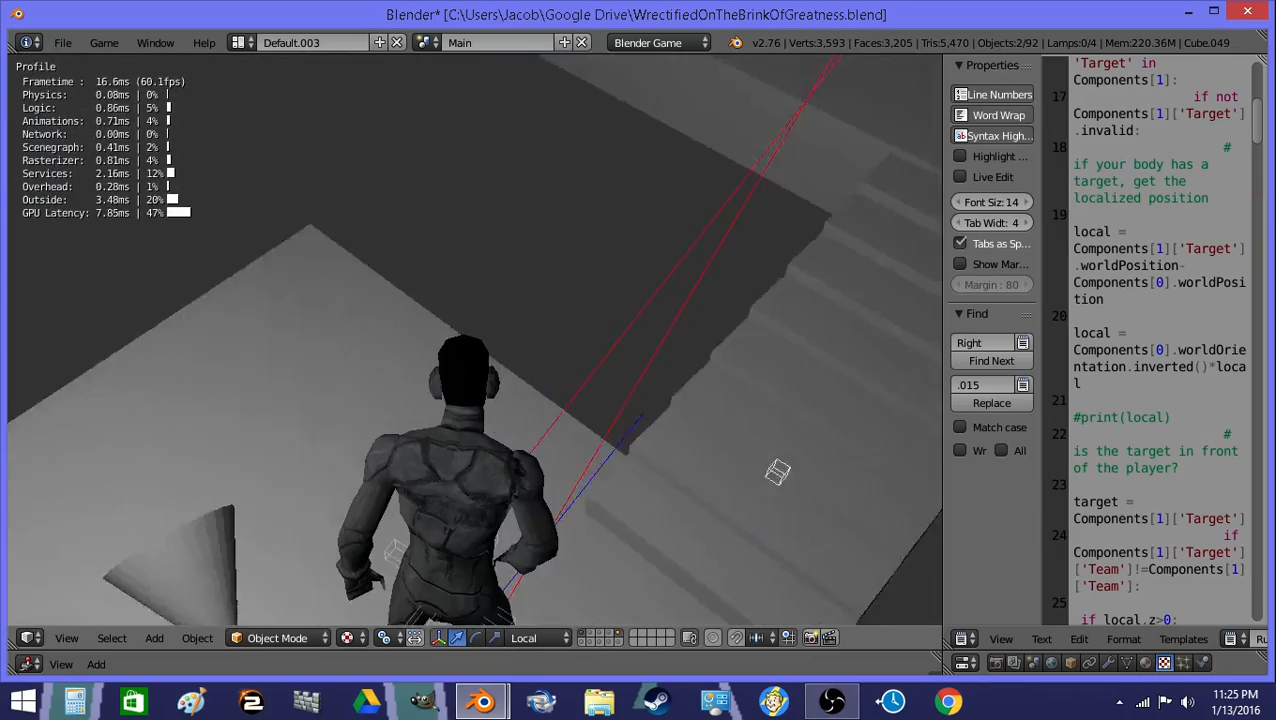 Blender* [C:\Users\Jacob\Google Drive\WrectifiedOnTheBrinkOfGreatness.blend]
File Game Window Help Default.003 Main Blender Game v2.76 | Verts:3,593 | Faces:3,205 | Tris:5,470 | Objects:2/92 | Lamps:0/4 | Mem:220.36M | Cube.049
Profile
Frametime : 16.6ms (60.1fps)
Physics: 0.08ms | 0%
Logic: 0.86ms | 5%
Animations: 0.71ms | 4%
Network: 0.00ms | 0%
Scenegraph: 0.41ms | 2%
Rasterizer: 0.81ms | 4%
Services: 2.16ms | 12%
Overhead: 0.28ms | 1%
Outside: 3.48ms | 20%
GPU Latency: 7.85ms | 47%
Properties
Line Numbers
Word Wrap
Syntax High...
Highlight ...
Live Edit
Font Siz: 14
Tab Widt: 4
Tabs as Sp...
Show Mar...
Margin : 80
Find
Right
Find Next
.015
Replace
Match case
Wr All
'Target' in
Components[1]:
17 if not
Components[1]['Target']
.invalid:
18 #
if your body has a
target, get the
localized position
19
local =
Components[1]['Target']
.worldPosition-
Components[0].worldPosi
tion
20
local =
Components[0].worldOrie
ntation.inverted()*loca
l
21
#print(local)
22 #
is the target in front
of the player?
23
target =
Components[1]['Target']
24 if
Components[1]['Target']
['Team']!=Components[1]
['Team']:
25
if local.z>0:
View Select Add Object Object Mode Local
View Text Edit Format Templates Ru
View Add
11:25 PM
1/13/2016